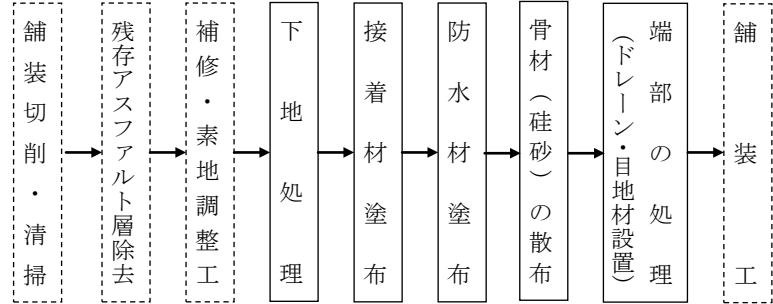 舗装切削・清掃
残存アスファルト層除去
補修・素地調整工
下地処理
接着材塗布
防水材塗布
骨材（硅砂）の散布
端部の処理
（ドレーン・目地材設置）
舗装工